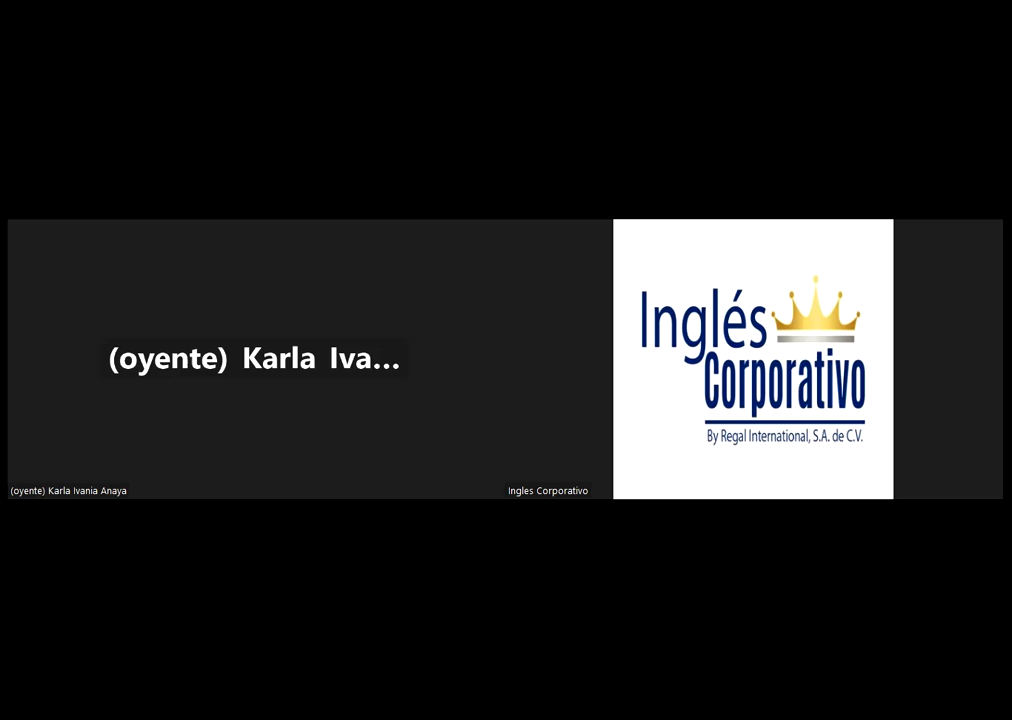 (oyente) Karla Iva...
(oyente) Karla Ivania Anaya
Inglés
Corporativo
By Regal International, S.A. de C.V.
Ingles Corporativo